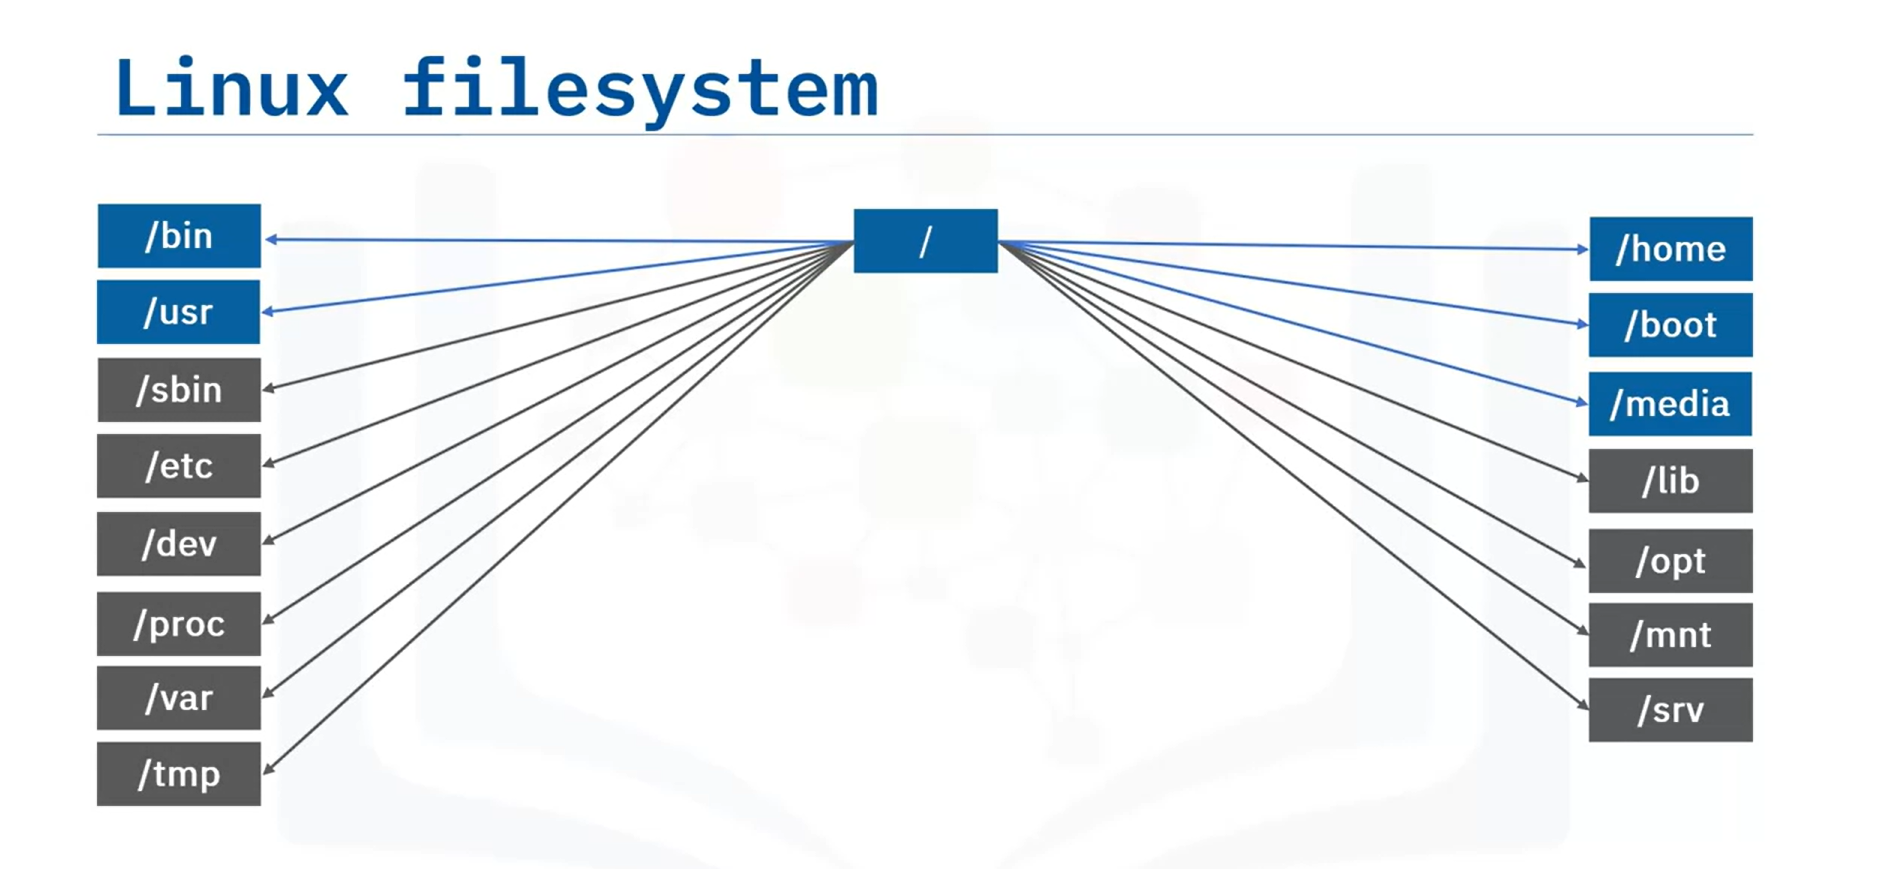 Linux filesystem
/
/bin
/usr
/sbin
/etc
/dev
/proc
/var
/tmp
/home
/boot
/media
/lib
/opt
/mnt
/srv